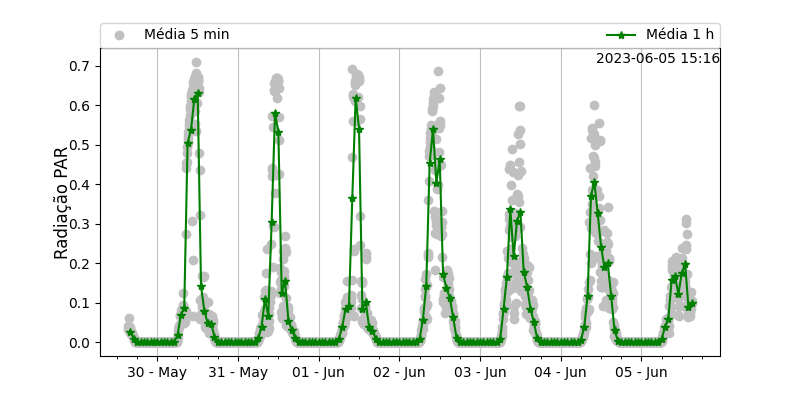 Média 5 min
Média 1 h
2023-06-05 15:16
Radiação PAR
0.7
0.6
0.5
0.4
0.3
0.2
0.1
0.0
30 - May
31 - May
01 - Jun
02 - Jun
03 - Jun
04 - Jun
05 - Jun